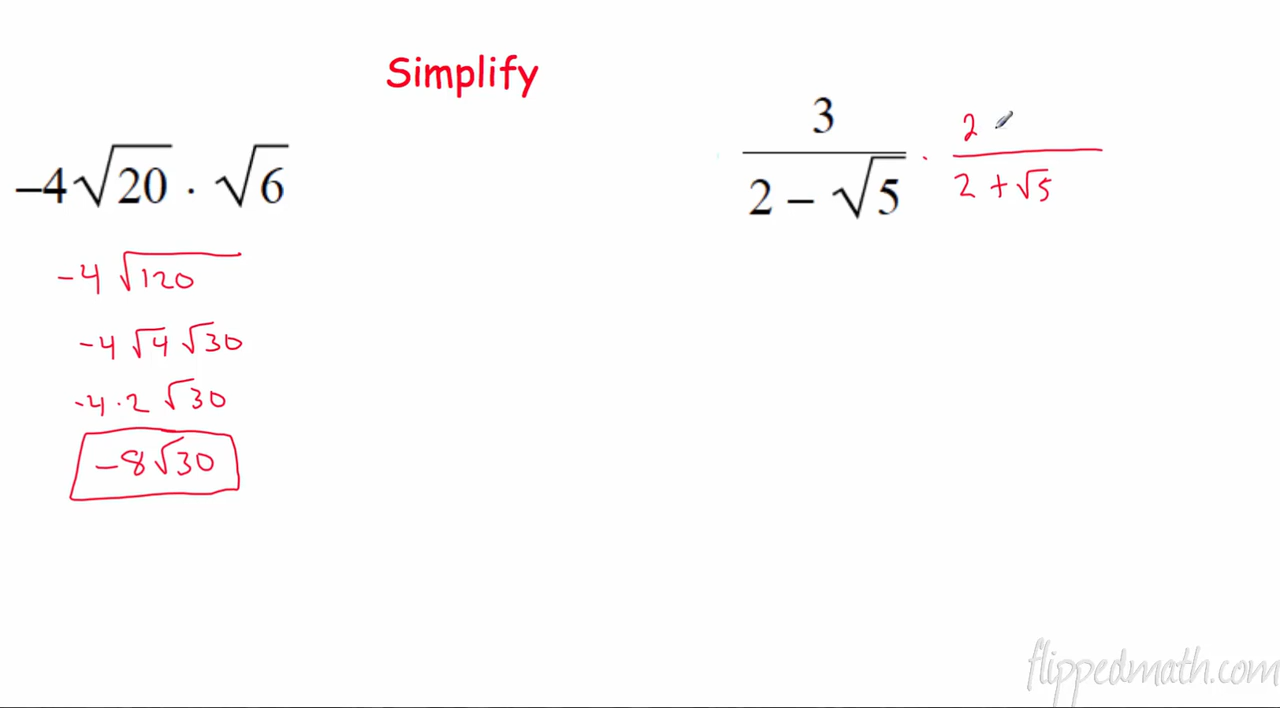 Simplify
–4√20 · √6
-4 √120
-4 √4 √30
-4 · 2 √30
-8√30
3
2 – √5
·
2
2 + √5
flippedmath.com